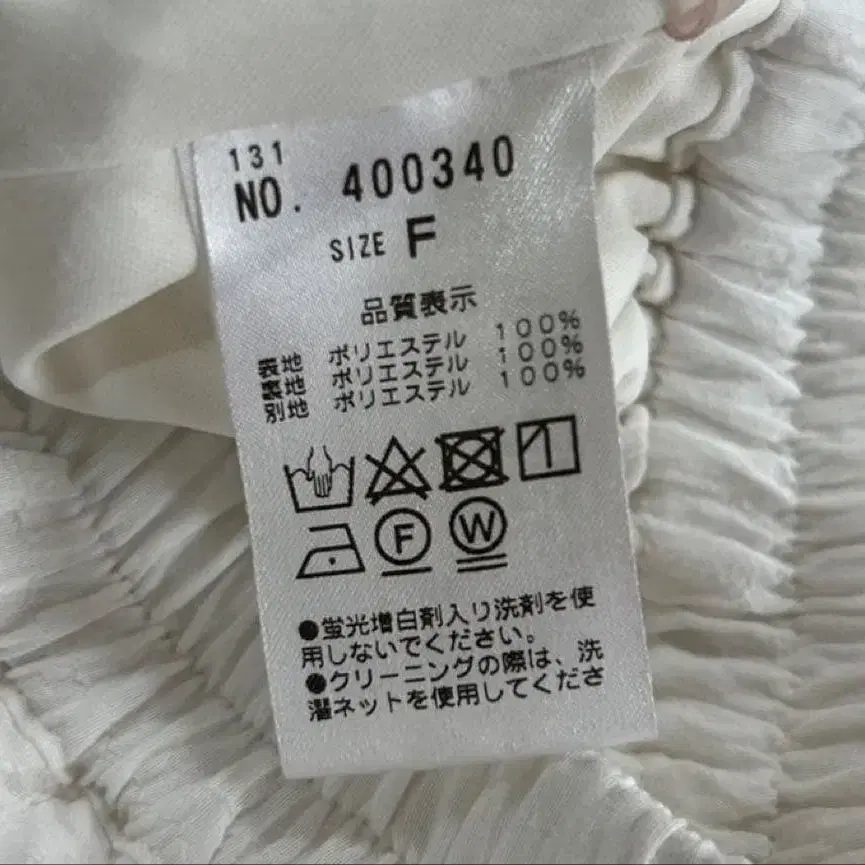 131
NO. 400340
SIZE F
品質表示
表地 ポリエステル 100%
裏地 ポリエステル 100%
別地 ポリエステル 100%
F W
●蛍光増白剤入り洗剤を使
用しないでください。
●クリーニングの際は、洗
濯ネットを使用してくださ